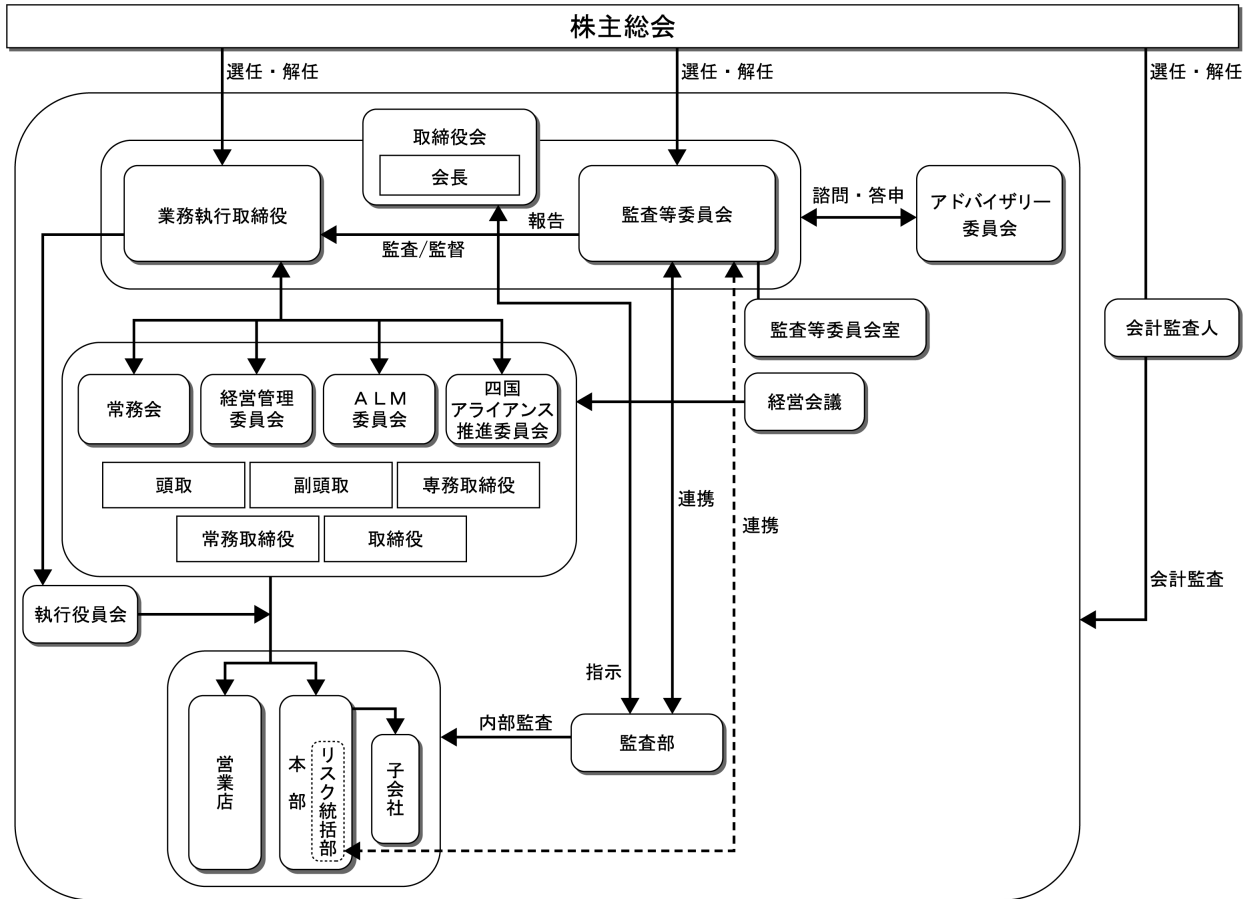 株主総会
選任・解任
選任・解任
選任・解任
取締役会
会長
業務執行取締役
監査等委員会
諮問・答申
アドバイザリー
委員会
報告
監査/監督
監査等委員会室
会計監査人
常務会
経営管理
委員会
ＡＬＭ
委員会
四国
アライアンス
推進委員会
経営会議
頭取
副頭取
専務取締役
常務取締役
取締役
連携
連携
会計監査
執行役員会
指示
内部監査
監査部
営業店
本部
リスク統括部
子会社